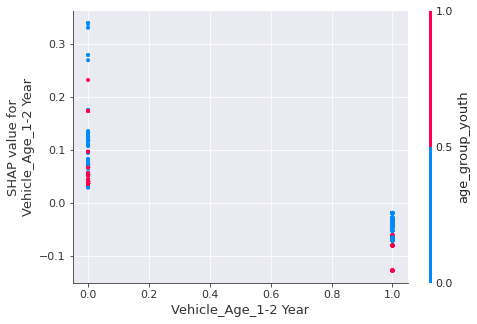 0.3
0.2
0.1
0.0
−0.1
SHAP value for
Vehicle_Age_1-2 Year
0.0 0.2 0.4 0.6 0.8 1.0
Vehicle_Age_1-2 Year
1.0
0.5
0.0
age_group_youth